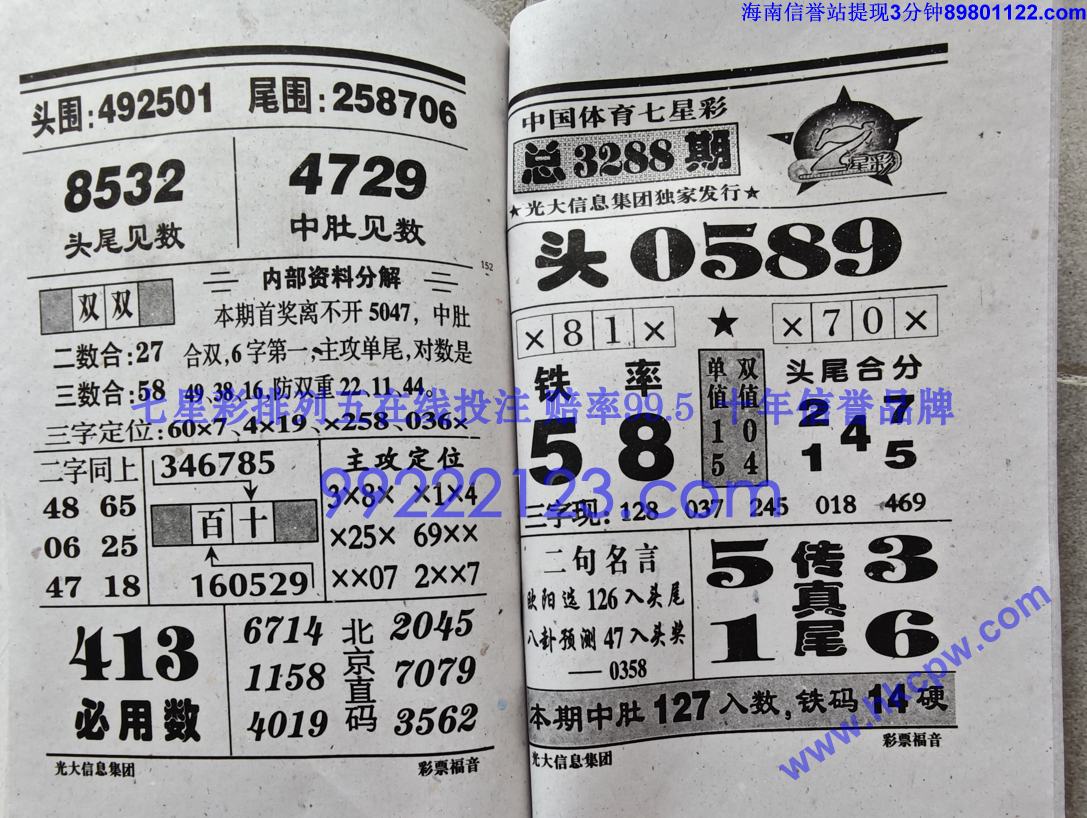 海南信誉站提现3分钟89801122.com
头围:492501 尾围:258706
8532
头尾见数
4729
中肚见数
双双
二数合:27
三数合:58
内部资料分解
本期首奖离不开5047,中肚
合双,6字第一;主攻单尾,对数是
49、38、16,防双重22、11、44。
152
七星彩排列五在线投注 赔率99.5 十年信誉品牌
三字定位:60×7、4×19、×258、036×
二字同上
48 65
06 25
47 18
346785
百十
160529
主攻定位
3×8× ×1×4
×25× 69××
××07 2××7
99222123.com
413
必用数
6714
1158
4019
北京直码
2045
7079
3562
光大信息集团
彩票福音
中国体育七星彩
总3288期
7星彩
★光大信息集团独家发行★
头0589
×81×
★
×70×
铁率
58
单值 双值
1 0
5 4
头尾合分
2 7
4
1 5
三字现: 128 037 245 018 469
二句名言
欧阳选126入头尾
八卦预测47入头奖
——0358
5 3
传真尾
1 6
www.hkcpw.com
本期中肚127入数,铁码14硬
光大信息集团
彩票福音